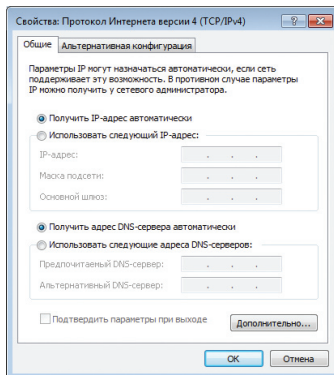 Свойства: Протокол Интернета версии 4 (TCP/IPv4)
Общие
Альтернативная конфигурация
Параметры IP могут назначаться автоматически, если сеть
поддерживает эту возможность. В противном случае параметры
IP можно получить у сетевого администратора.
Получить IP-адрес автоматически
Использовать следующий IP-адрес:
IP-адрес:
Маска подсети:
Основной шлюз:
Получить адрес DNS-сервера автоматически
Использовать следующие адреса DNS-серверов:
Предпочитаемый DNS-сервер:
Альтернативный DNS-сервер:
Подтвердить параметры при выходе
Дополнительно...
ОК
Отмена